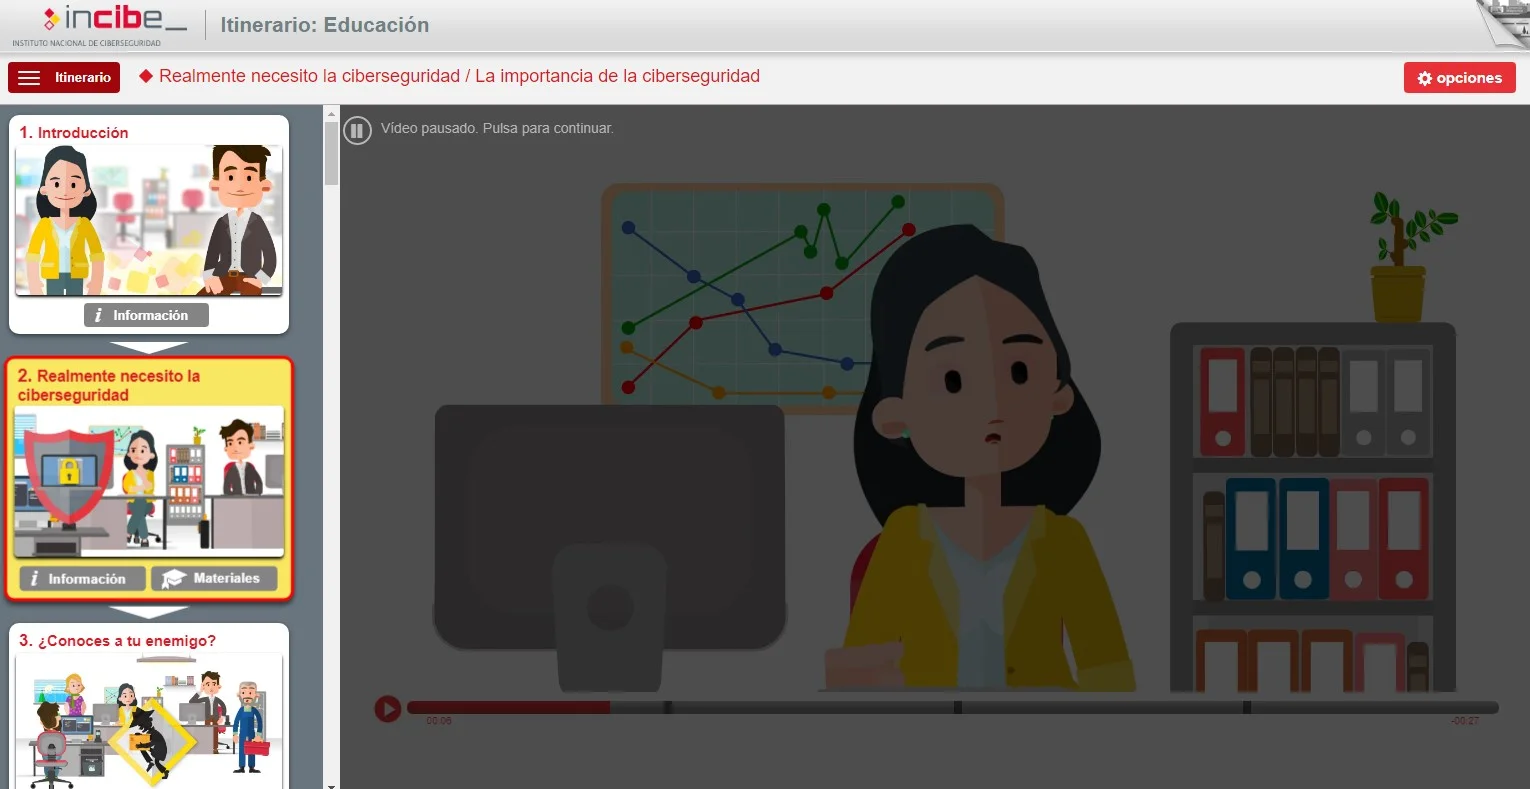 incibe_
INSTITUTO NACIONAL DE CIBERSEGURIDAD
Itinerario: Educación
Itinerario
Realmente necesito la ciberseguridad / La importancia de la ciberseguridad
opciones
1. Introducción
i Información
2. Realmente necesito la
ciberseguridad
i Información
Materiales
3. ¿Conoces a tu enemigo?
Vídeo pausado. Pulsa para continuar.
00:06
-00:27